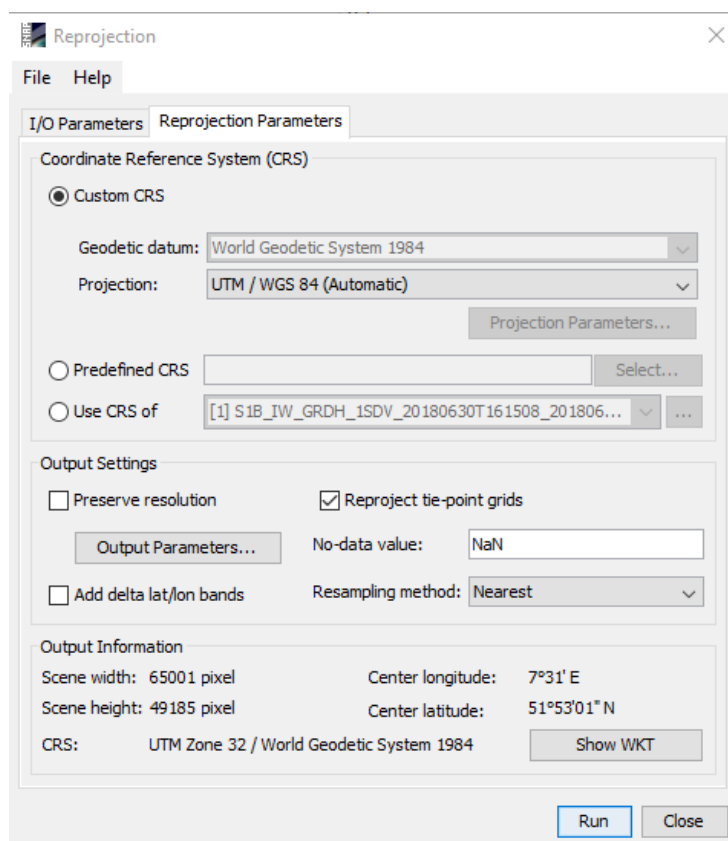 Reprojection
File Help
I/O Parameters Reprojection Parameters
Coordinate Reference System (CRS)
Custom CRS
Geodetic datum: World Geodetic System 1984
Projection: UTM / WGS 84 (Automatic)
Projection Parameters...
Predefined CRS Select...
Use CRS of [1] S1B_IW_GRDH_1SDV_20180630T161508_201806... ...
Output Settings
Preserve resolution Reproject tie-point grids
Output Parameters... No-data value: NaN
Add delta lat/lon bands Resampling method: Nearest
Output Information
Scene width: 65001 pixel Center longitude: 7°31' E
Scene height: 49185 pixel Center latitude: 51°53'01" N
CRS: UTM Zone 32 / World Geodetic System 1984 Show WKT
Run Close